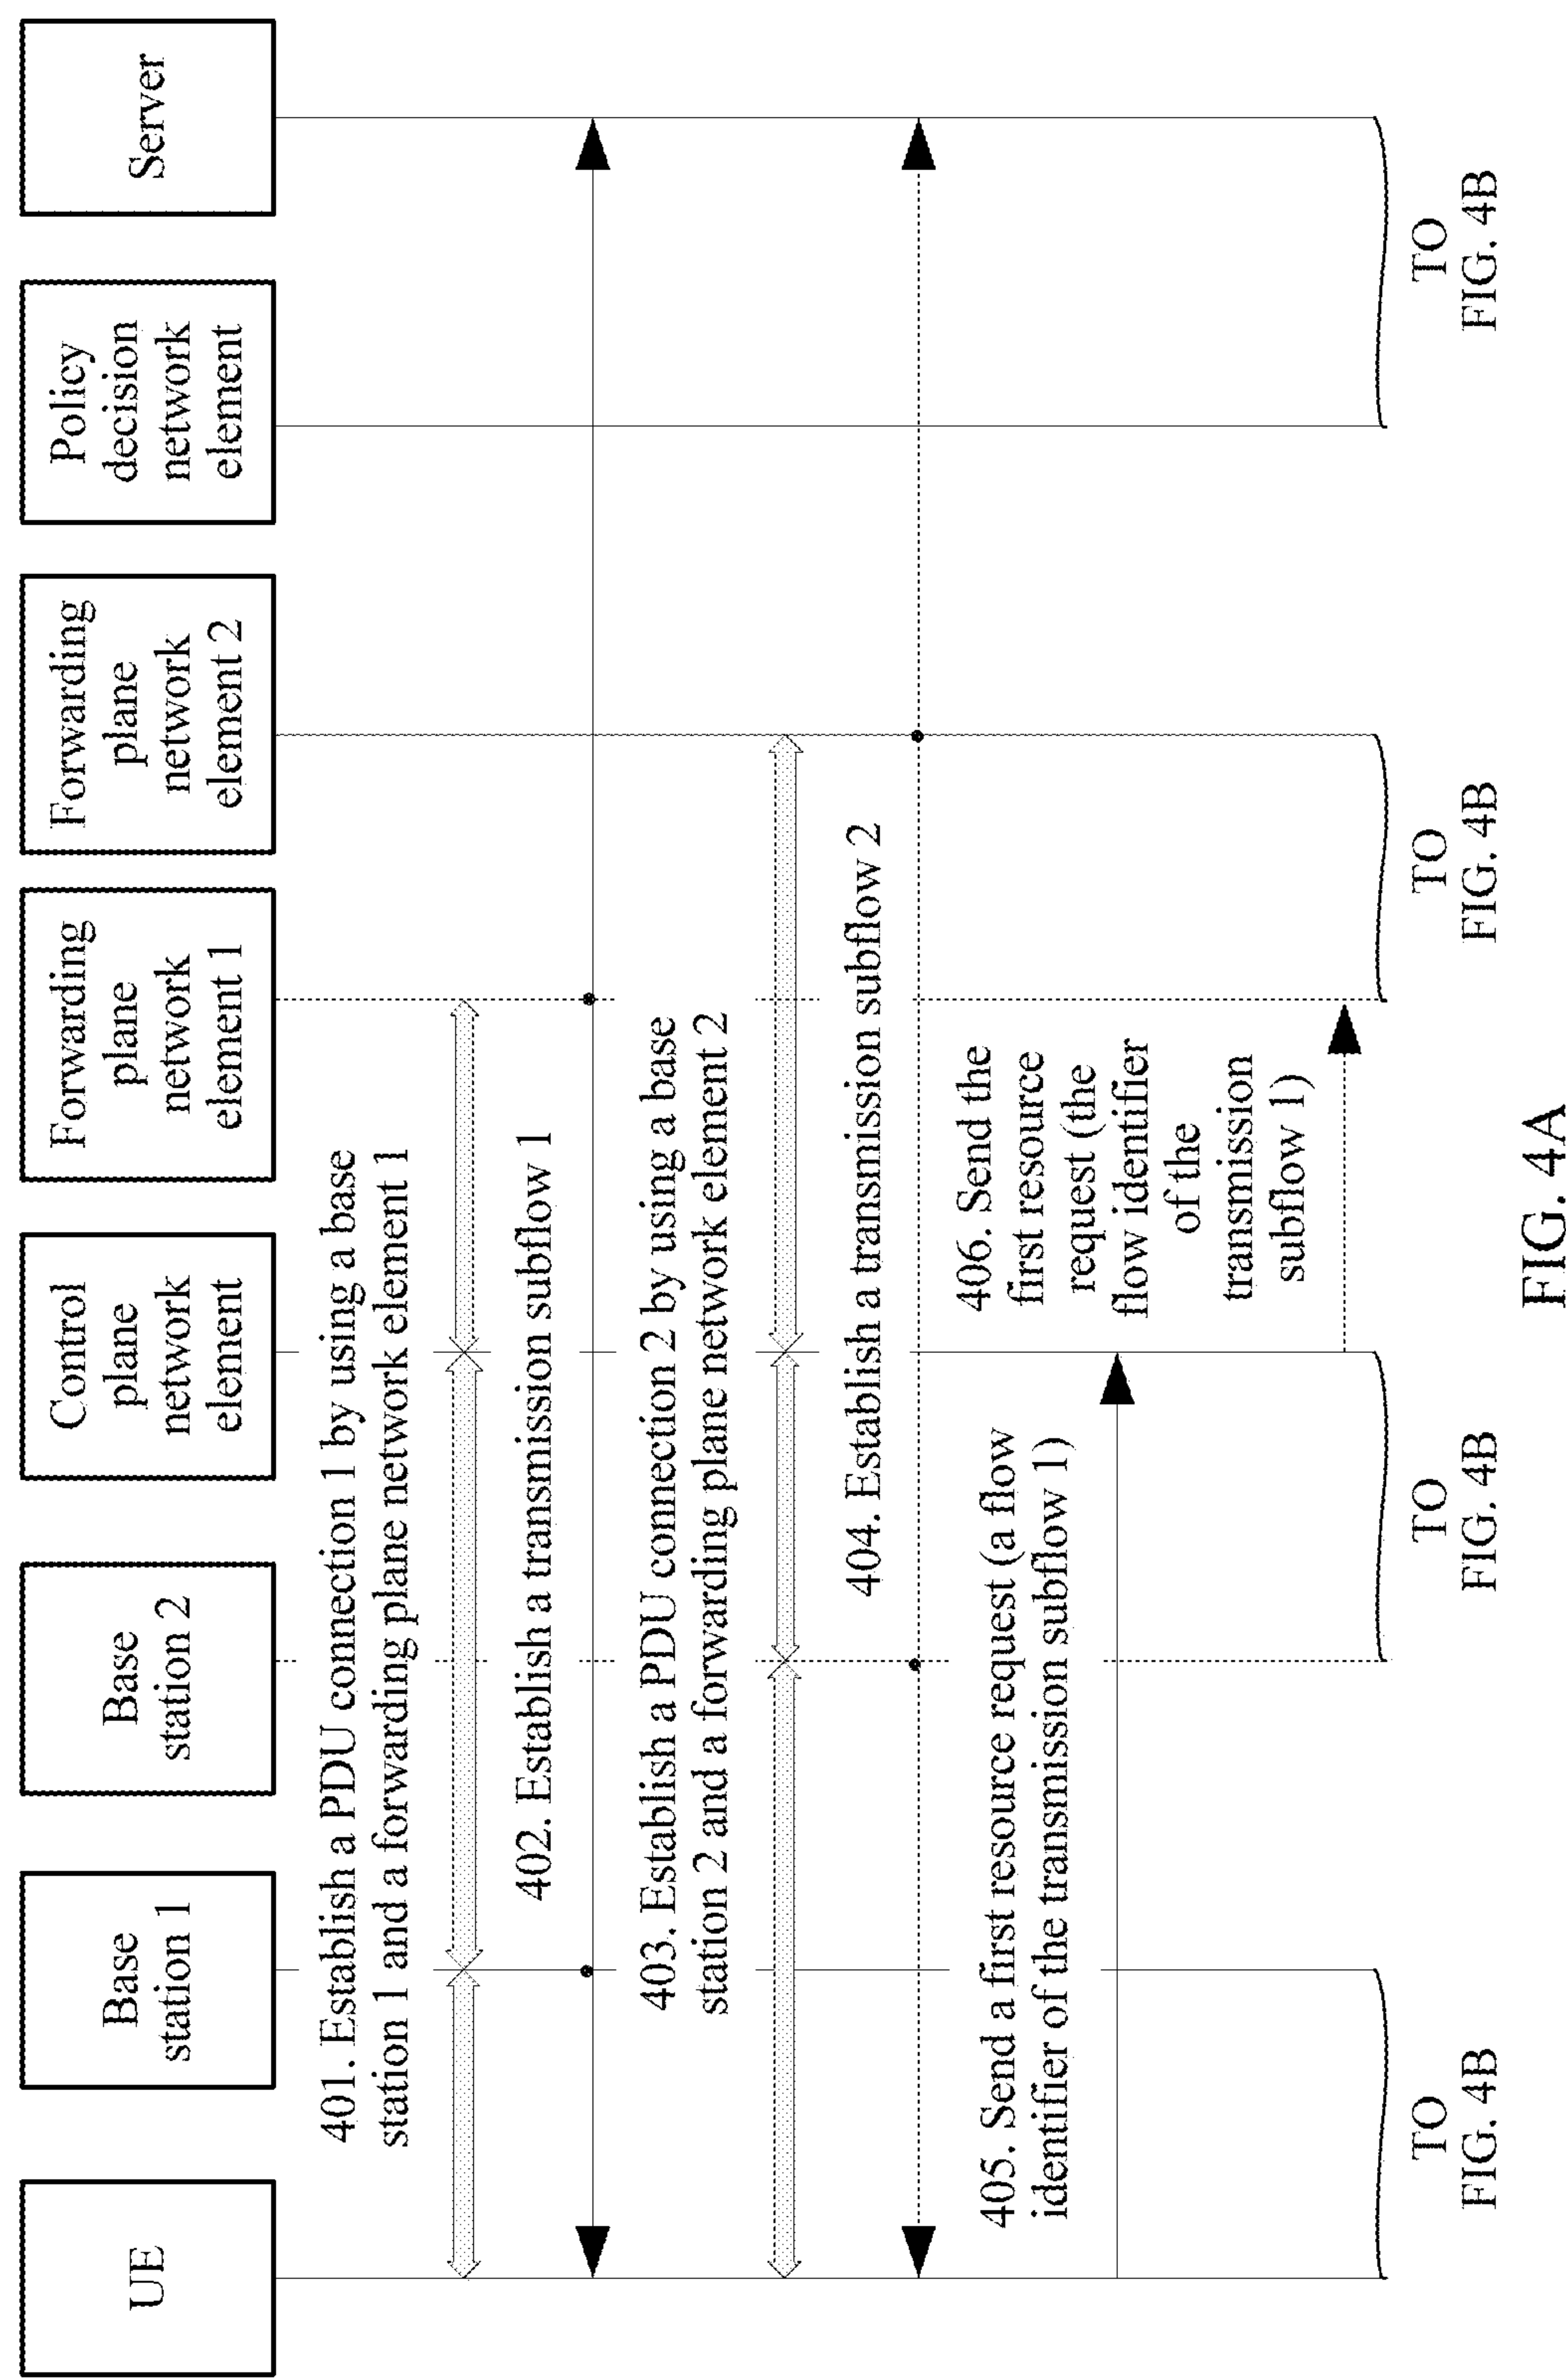 UE
Base
station 1
Base
station 2
Control
plane
network
element
Forwarding
plane
network
element 1
Forwarding
plane
network
element 2
Policy
decision
network
element
Server
401. Establish a PDU connection 1 by using a base
station 1 and a forwarding plane network element 1
402. Establish a transmission subflow 1
403. Establish a PDU connection 2 by using a base
station 2 and a forwarding plane network element 2
404. Establish a transmission subflow 2
405. Send a first resource request (a flow
identifier of the transmission subflow 1)
406. Send the
first resource
request (the
flow identifier
of the
transmission
subflow 1)
TO
FIG. 4B
TO
FIG. 4B
TO
FIG. 4B
TO
FIG. 4B
FIG. 4A